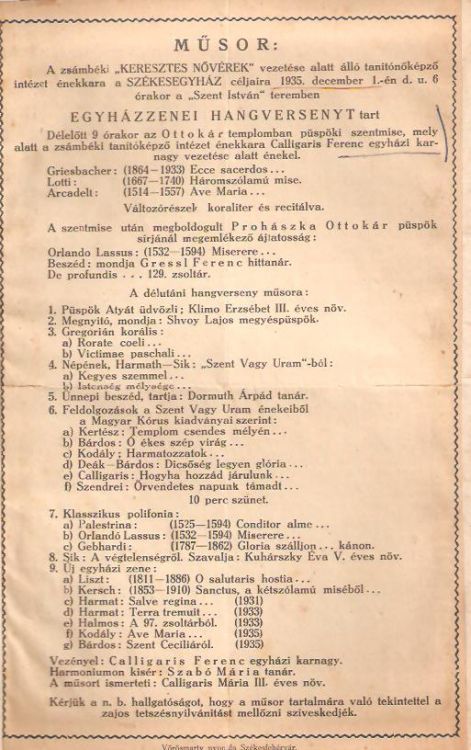 MŰSOR:
A zsámbéki „KERESZTES NŐVÉREK" vezetése alatt álló tanítónőképző
intézet énekkara a SZÉKESEGYHÁZ céljaira 1935. december 1.-én d. u. 6
órakor a „Szent István" teremben
EGYHÁZZENEI HANGVERSENYT tart
Délelőtt 9 órakor az Ottokár templomban püspöki szentmise, mely
alatt a zsámbéki tanítóképző intézet énekkara Calligaris Ferenc egyházi kar-
nagy vezetése alatt énekel.
Griesbacher: (1864—1933) Ecce sacerdos...
Lotti: (1667—1740) Háromszólamú mise.
Arcadelt: (1514—1557) Ave Maria...
Változórészek koraliter és recitálva.
A szentmise után megboldogult Prohászka Ottokár püspök
sirjánál megemlékező ájtatosság:
Orlando Lassus: (1532—1594) Miserere...
Beszéd: mondja Gressl Ferenc hittanár.
De profundis ... 129. zsoltár.
A délutáni hangverseny műsora:
1. Püspök Atyát üdvözli; Klimo Erzsébet III. éves növ.
2. Megnyitó, mondja: Shvoy Lajos megyéspüspök.
3. Gregorián korális:
a) Rorate coeli...
b) Victimae paschali...
4. Népének, Harmath—Sik: „Szent Vagy Uram"-ból:
a) Kegyes szemmel...
b) Istenség mélysége...
5. Ünnepi beszéd, tartja: Dormuth Árpád tanár.
6. Feldolgozások a Szent Vagy Uram énekeiből
a Magyar Kórus kiadványai szerint:
a) Kertész: Templom csendes mélyén...
b) Bárdos: Ó ékes szép virág...
c) Kodály: Harmatozzatok...
d) Deák—Bárdos: Dicsőség legyen glória...
e) Calligaris: Hogyha hozzád járulunk...
f) Szendrei: Örvendetes napunk támadt...
10 perc szünet.
7. Klasszikus polifonia:
a) Palestrina: (1525—1594) Conditor alme...
b) Orlandó Lassus: (1532—1594) Miserere...
c) Gebhardi: (1787—1862) Gloria szálljon... kánon.
8. Sik: A végtelenségről. Szavalja: Kuhárszky Éva V. éves növ.
9. Új egyházi zene:
a) Liszt: (1811—1886) O salutaris hostia...
b) Kersch: (1853—1910) Sanctus, a kétszólamú miséből...
c) Harmat: Salve regina... (1931)
d) Harmat: Terra tremult... (1933)
e) Halmos: A 97. zsoltárból. (1933)
f) Kodály: Ave Maria... (1935)
g) Bárdos: Szent Cecíliáról. (1935)
Vezényel: Calligaris Ferenc egyházi karnagy.
Harmoniumon kisér: Szabó Mária tanár.
A műsort ismerteti: Calligaris Mária III. éves növ.
Kérjük a n. b. hallgatóságot, hogy a műsor tartalmára való tekintettel a
zajos tetszésnyilvánítást mellőzni szíveskedjék.
Vörösmarty nyomda Székesfehérvár.